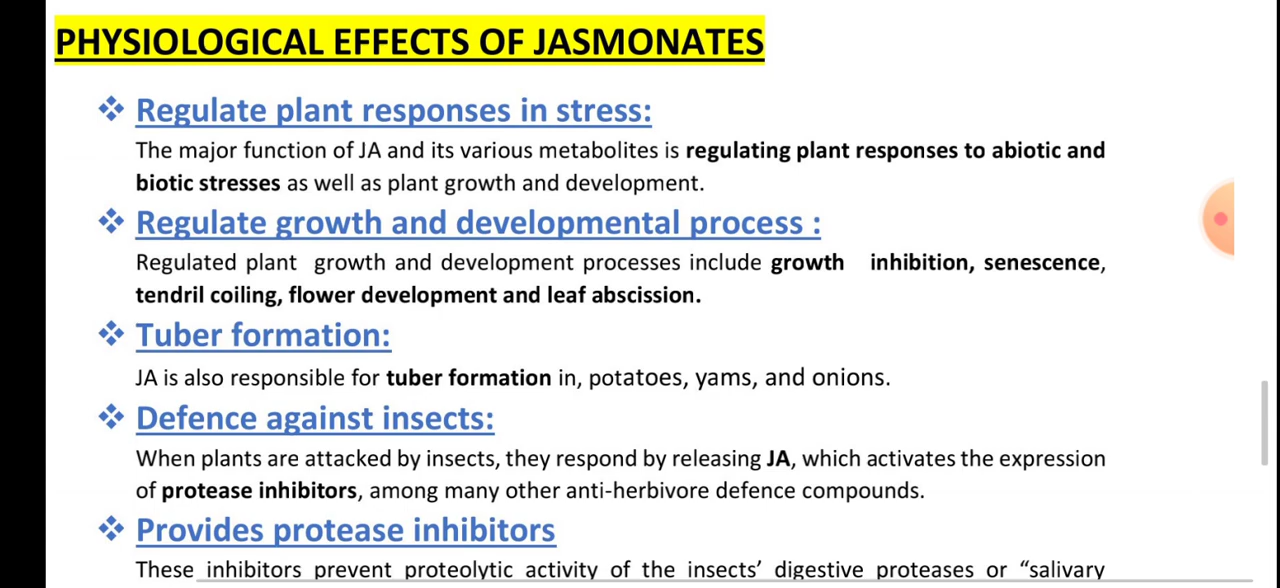 PHYSIOLOGICAL EFFECTS OF JASMONATES
❖ Regulate plant responses in stress:
The major function of JA and its various metabolites is regulating plant responses to abiotic and
biotic stresses as well as plant growth and development.
❖ Regulate growth and developmental process :
Regulated plant growth and development processes include growth inhibition, senescence,
tendril coiling, flower development and leaf abscission.
❖ Tuber formation:
JA is also responsible for tuber formation in, potatoes, yams, and onions.
❖ Defence against insects:
When plants are attacked by insects, they respond by releasing JA, which activates the expression
of protease inhibitors, among many other anti-herbivore defence compounds.
❖ Provides protease inhibitors
These inhibitors prevent proteolytic activity of the insects’ digestive proteases or “salivary